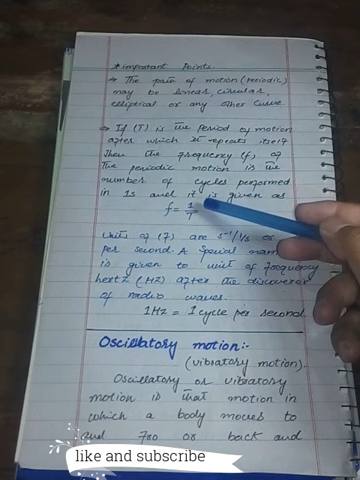 * important Points.
→ The path of motion (Periodic)
may be linear, circular,
elliptical or any other curve.
→ If (T) is the period of motion
after which it repeats itself
Then the frequency (f) of
The periodic motion is the
number of cycles performed
in 1s and it is given as
f = 1/T
Units of (f) are s⁻¹/1/s or
per second. A Special
is given to unit of frequency
hertz (HZ) after the discoverer
of radio waves.
1HZ = 1 cycle per second
Oscillatory motion:-
(vibratory motion).
Oscillatory or vibratory
motion is that motion in
which a body moves to
and fro or back and
like and subscribe